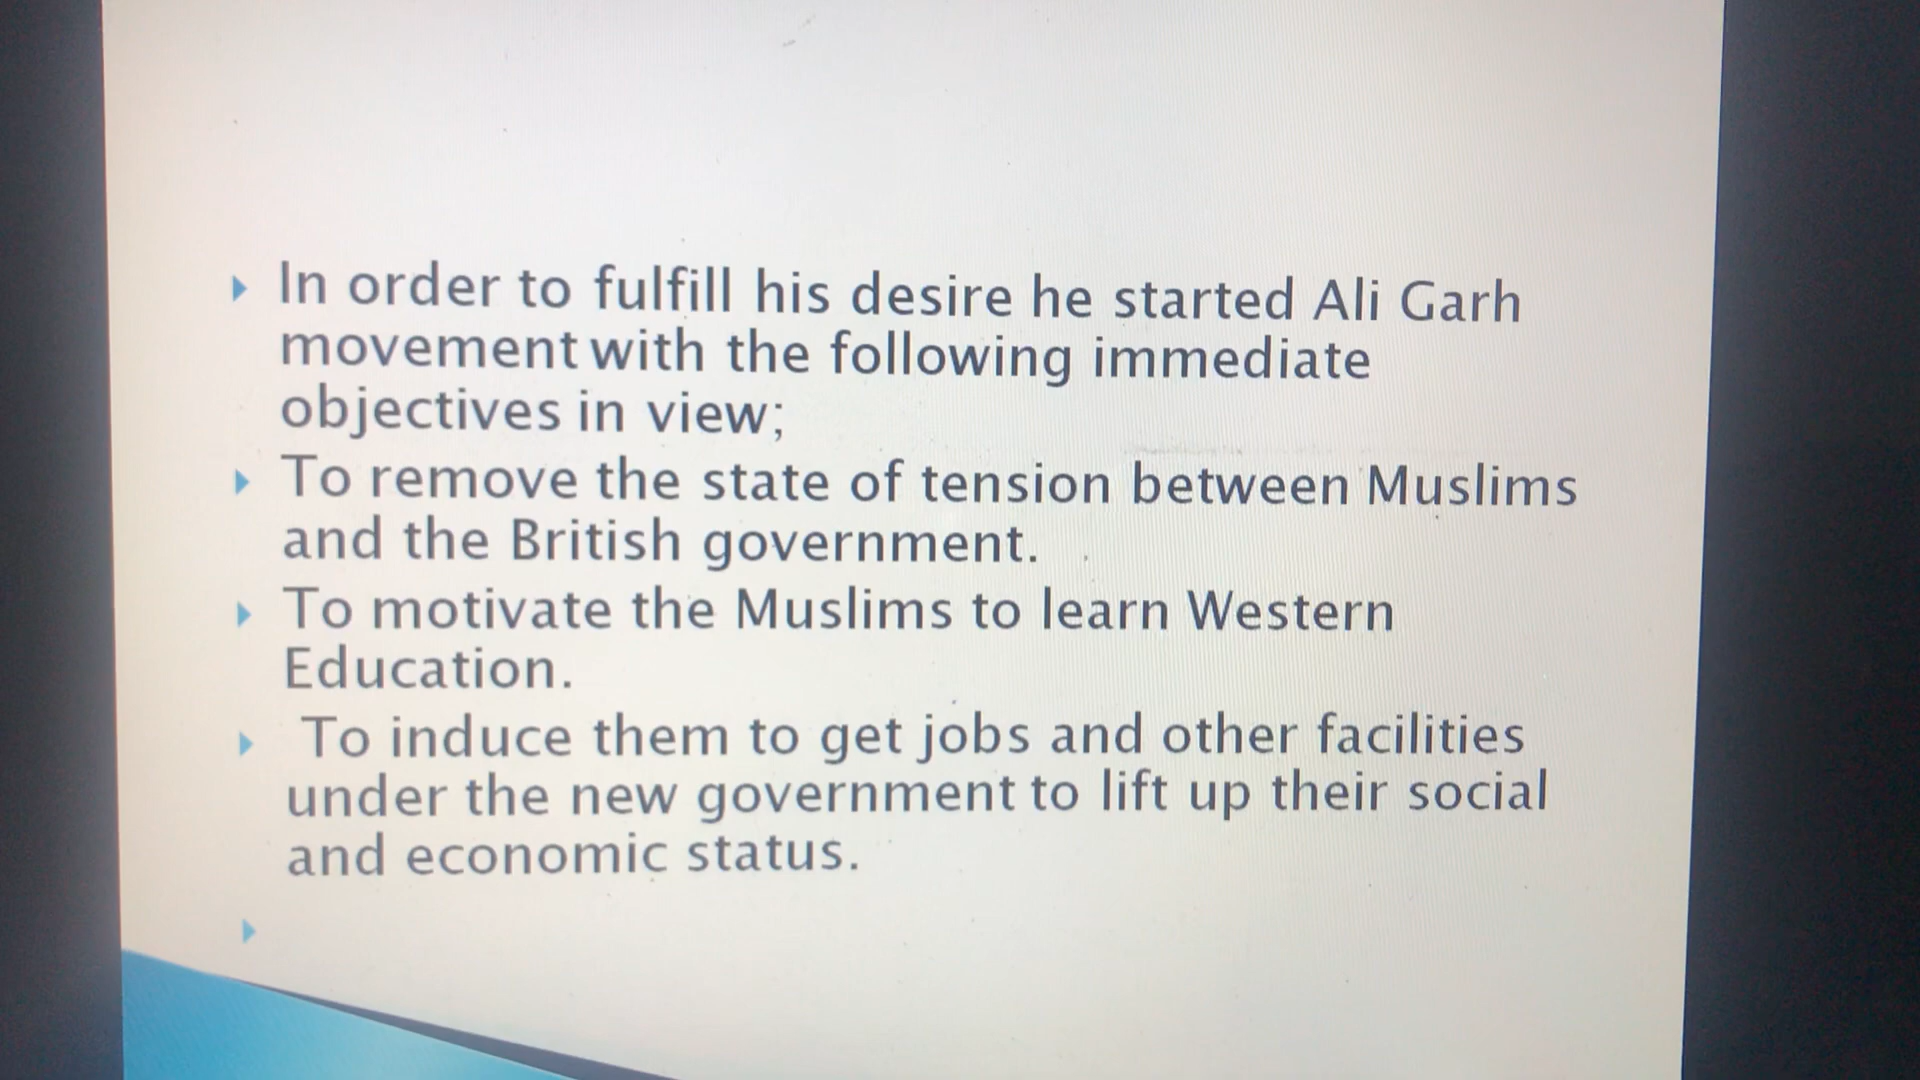 In order to fulfill his desire he started Ali Garh
movement with the following immediate
objectives in view;
To remove the state of tension between Muslims
and the British government.
To motivate the Muslims to learn Western
Education.
To induce them to get jobs and other facilities
under the new government to lift up their social
and economic status.